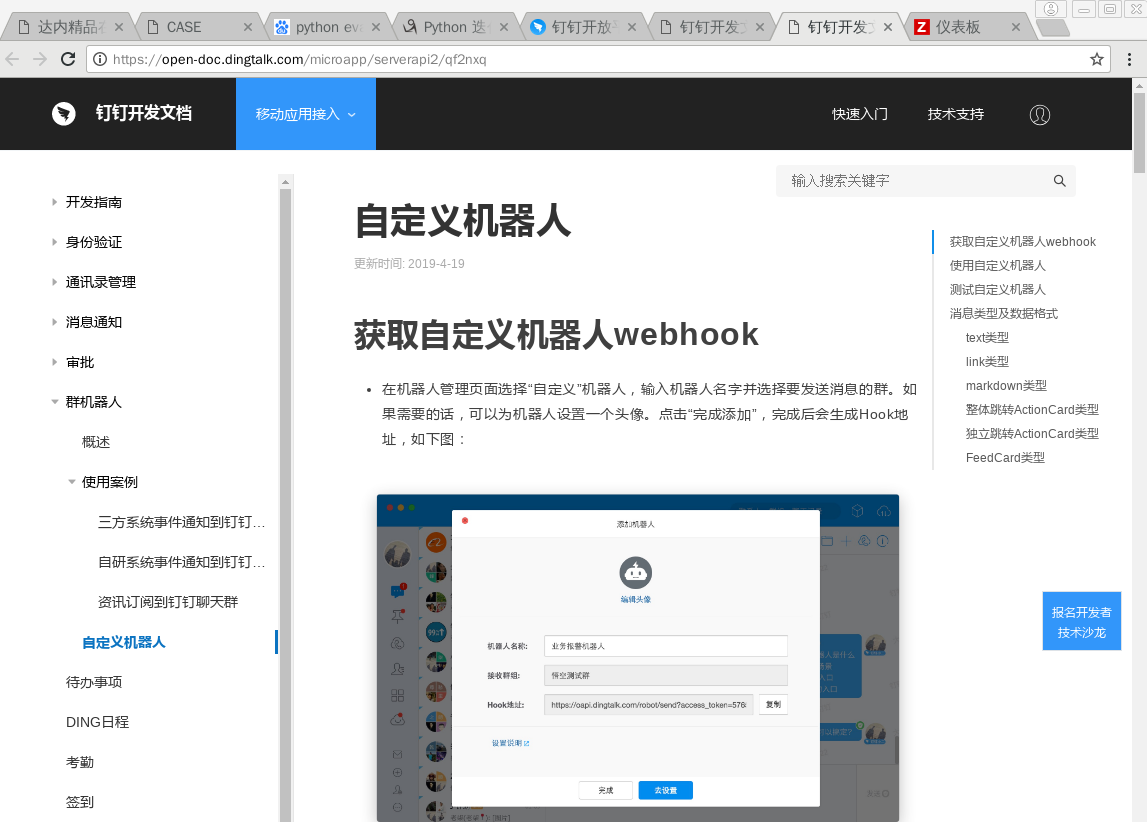 达内精品在
CASE
python eva
Python 迭
钉钉开放平
钉钉开发文
钉钉开发文
仪表板
https://open-doc.dingtalk.com/microapp/serverapi2/qf2nxq
钉钉开发文档
移动应用接入
快速入门
技术支持
输入搜索关键字
开发指南
身份验证
通讯录管理
消息通知
审批
群机器人
概述
使用案例
三方系统事件通知到钉钉…
自研系统事件通知到钉钉…
资讯订阅到钉钉聊天群
自定义机器人
待办事项
DING日程
考勤
签到
自定义机器人
更新时间: 2019-4-19
获取自定义机器人webhook
在机器人管理页面选择“自定义”机器人，输入机器人名字并选择要发送消息的群。如
果需要的话，可以为机器人设置一个头像。点击“完成添加”，完成后会生成Hook地
址，如下图：
添加机器人
编辑头像
机器人名称: 业务报警机器人
接收群组: 悟空测试群
Hook地址: https://oapi.dingtalk.com/robot/send?access_token=576
复制
设置说明
完成
去设置
获取自定义机器人webhook
使用自定义机器人
测试自定义机器人
消息类型及数据格式
text类型
link类型
markdown类型
整体跳转ActionCard类型
独立跳转ActionCard类型
FeedCard类型
报名开发者
技术沙龙